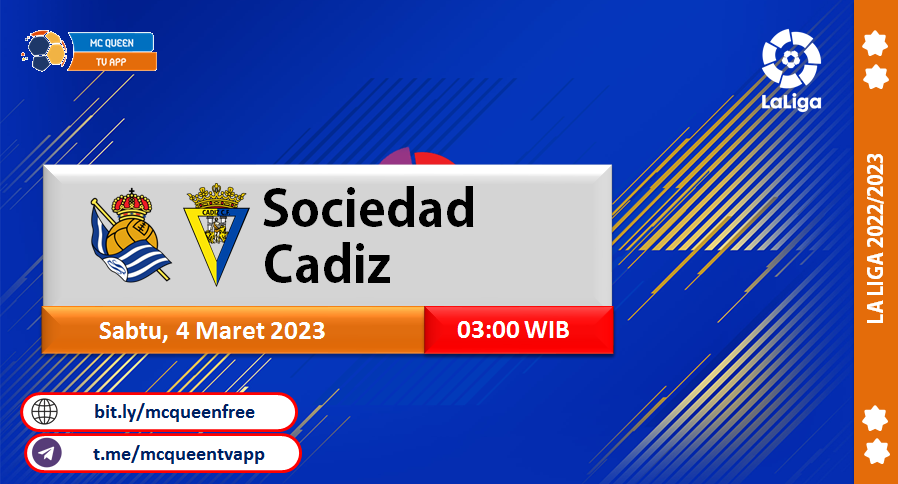 MC QUEEN
TV APP
LaLiga
CADIZ C.F.
Sociedad
Cadiz
Sabtu, 4 Maret 2023
03:00 WIB
LA LIGA 2022/2023
bit.ly/mcqueenfree
t.me/mcqueentvapp